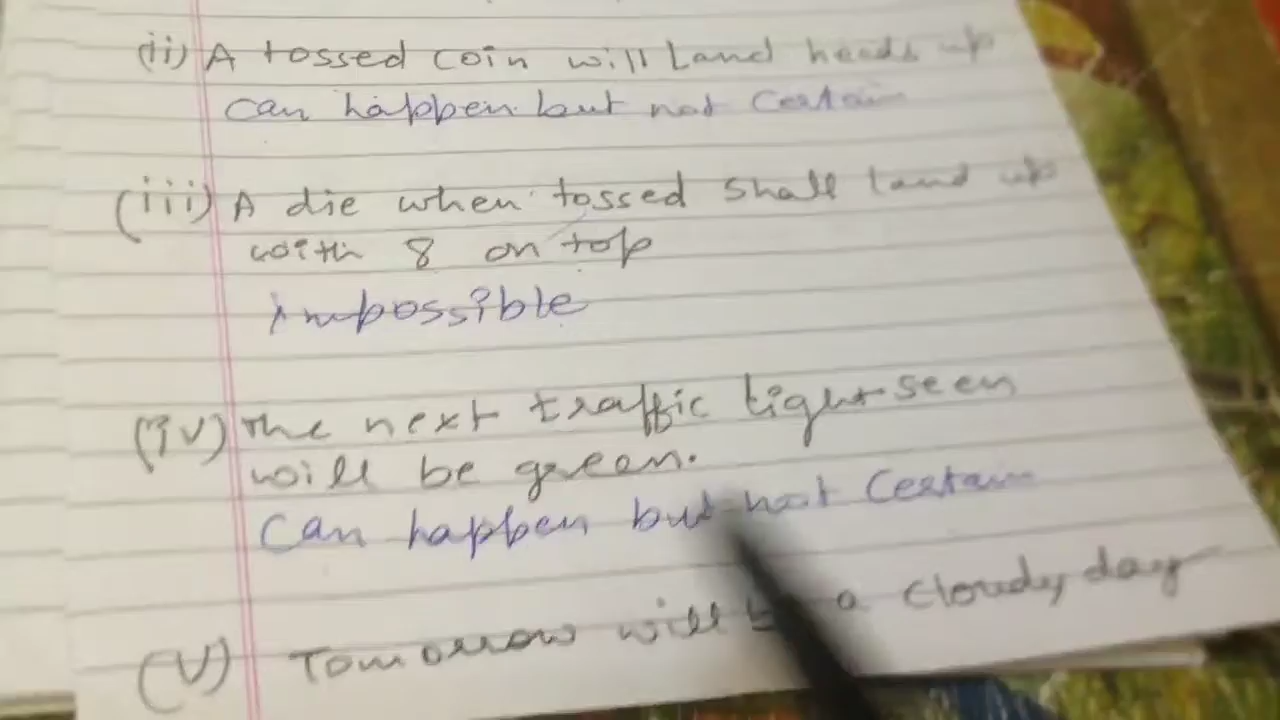 (ii) A tossed coin will Land heads up
can happen but not Certain
(iii) A die when tossed shall land up
with 8 on top
impossible
(iv) The next traffic light seen
will be green.
Can happen but not Certain
(V) Tomorrow will be a cloudy day